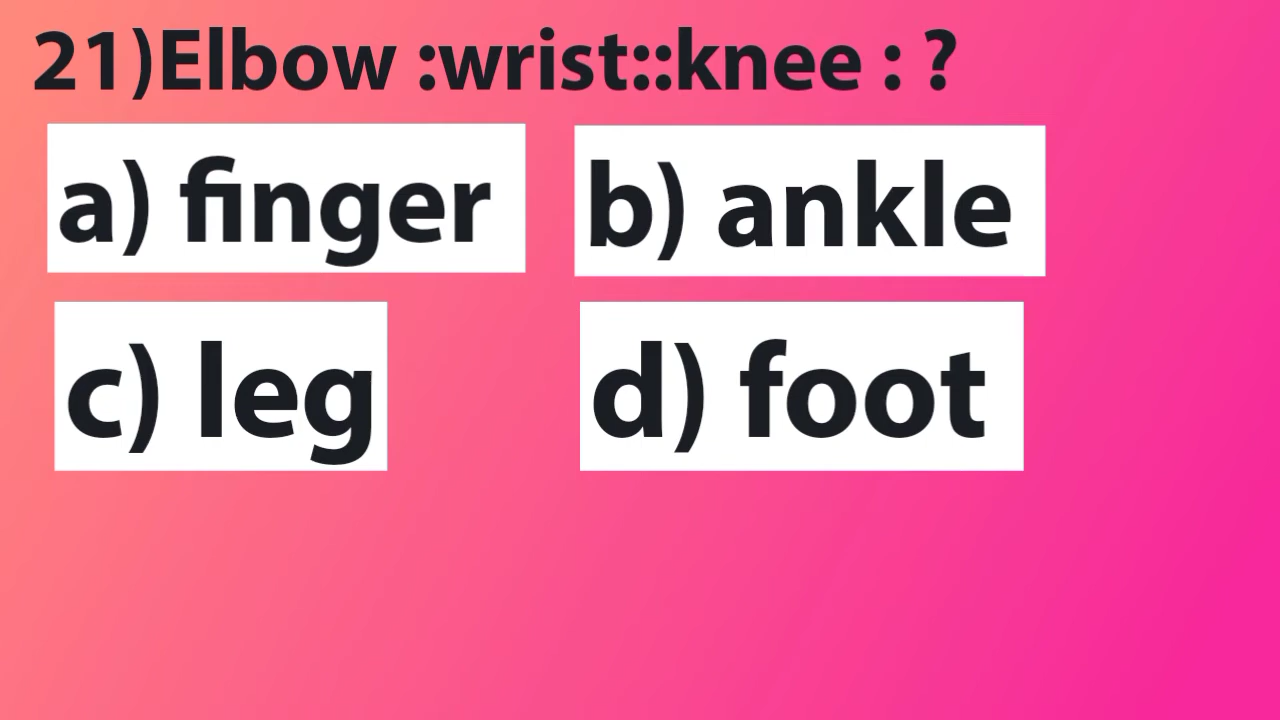 21)Elbow :wrist::knee : ?
a) finger
b) ankle
c) leg
d) foot